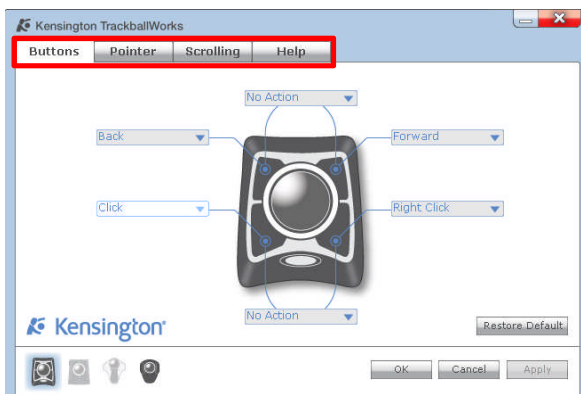 Kensington TrackballWorks
Buttons Pointer Scrolling Help
No Action
Back Forward
Click Right Click
No Action
Kensington
Restore Default
OK Cancel Apply